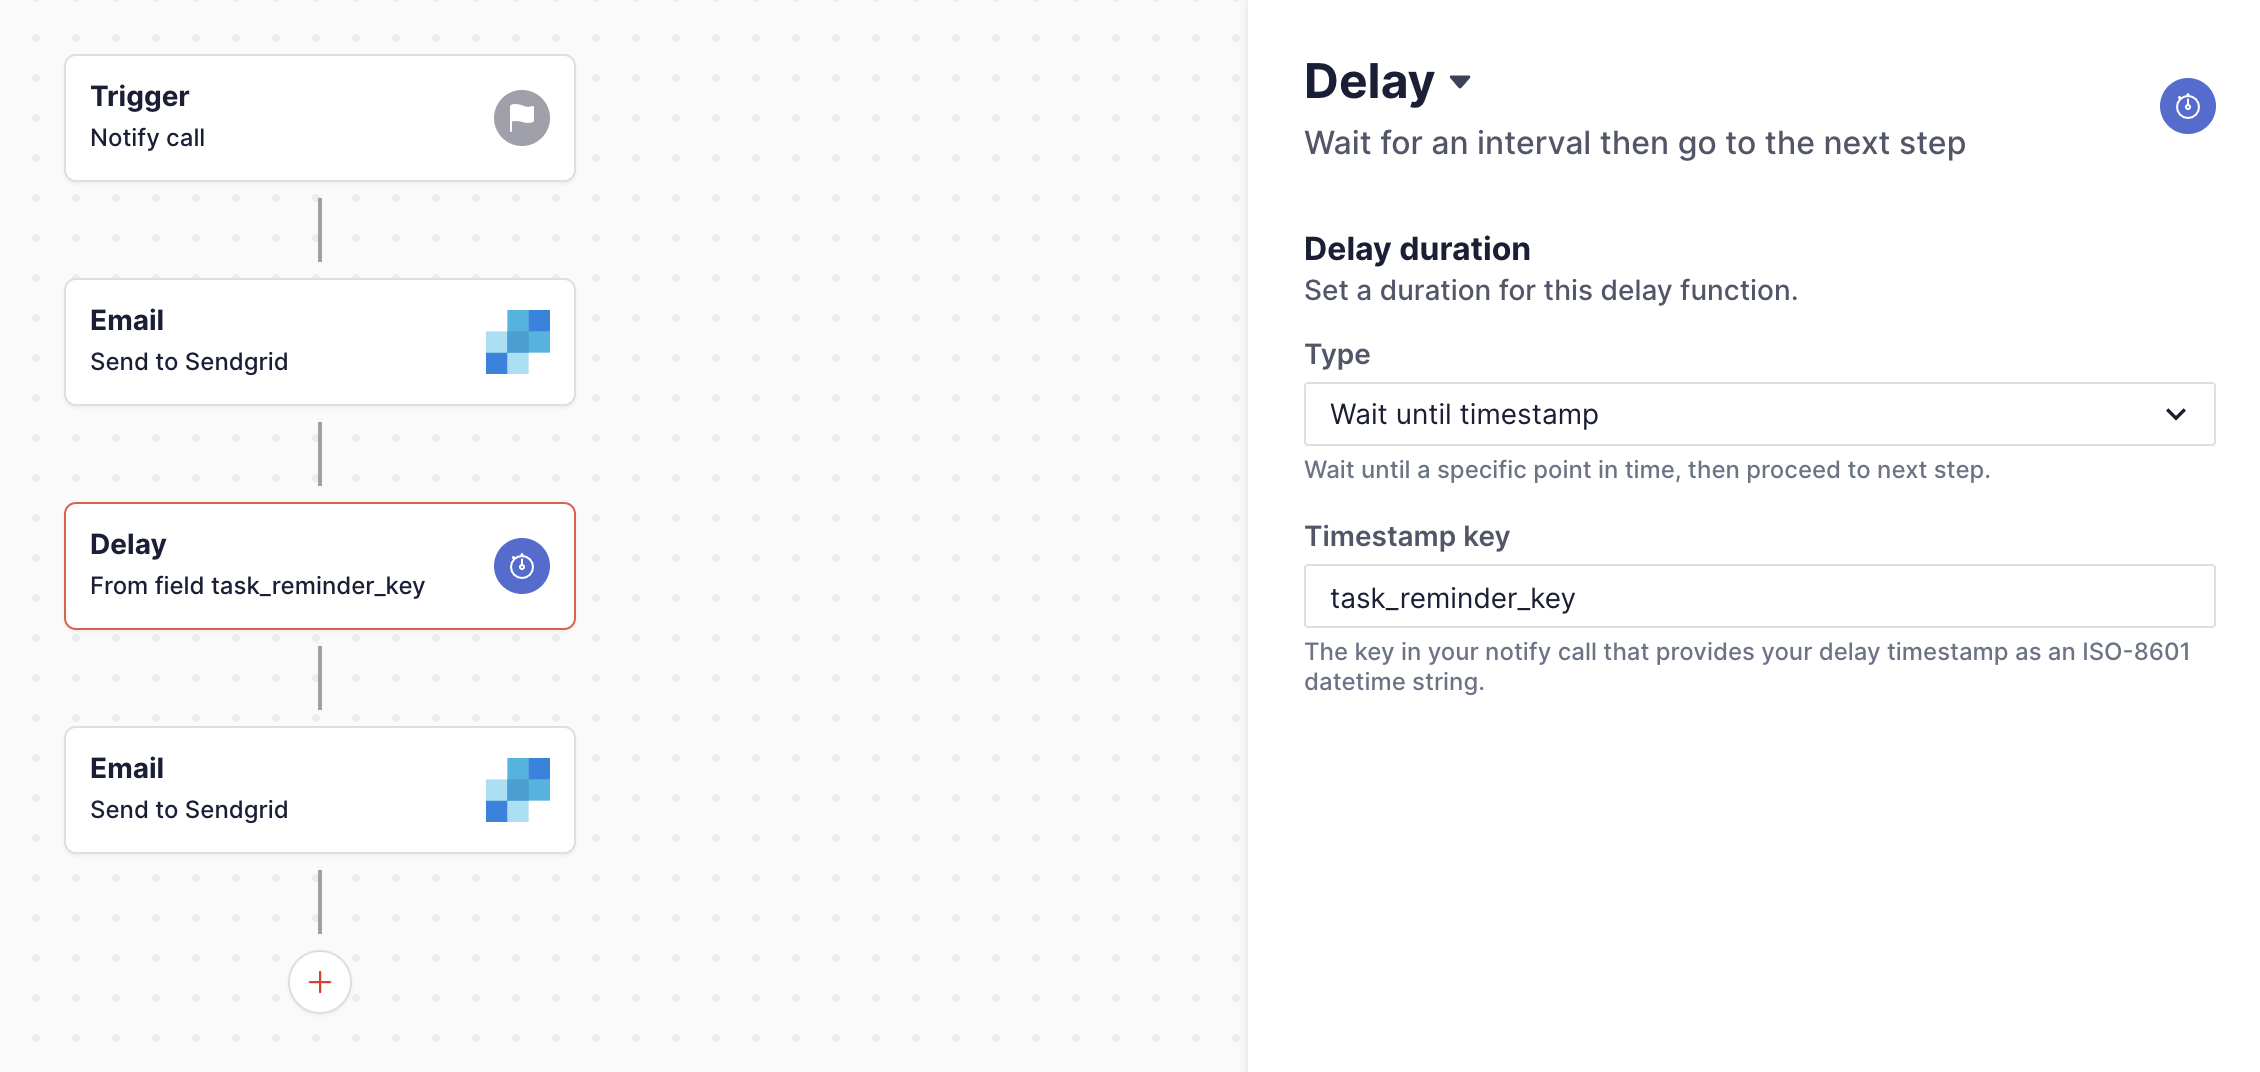 Trigger
Notify call
Email
Send to Sendgrid
Delay
From field task_reminder_key
Email
Send to Sendgrid
Delay
Wait for an interval then go to the next step
Delay duration
Set a duration for this delay function.
Type
Wait until timestamp
Wait until a specific point in time, then proceed to next step.
Timestamp key
task_reminder_key
The key in your notify call that provides your delay timestamp as an ISO-8601
datetime string.